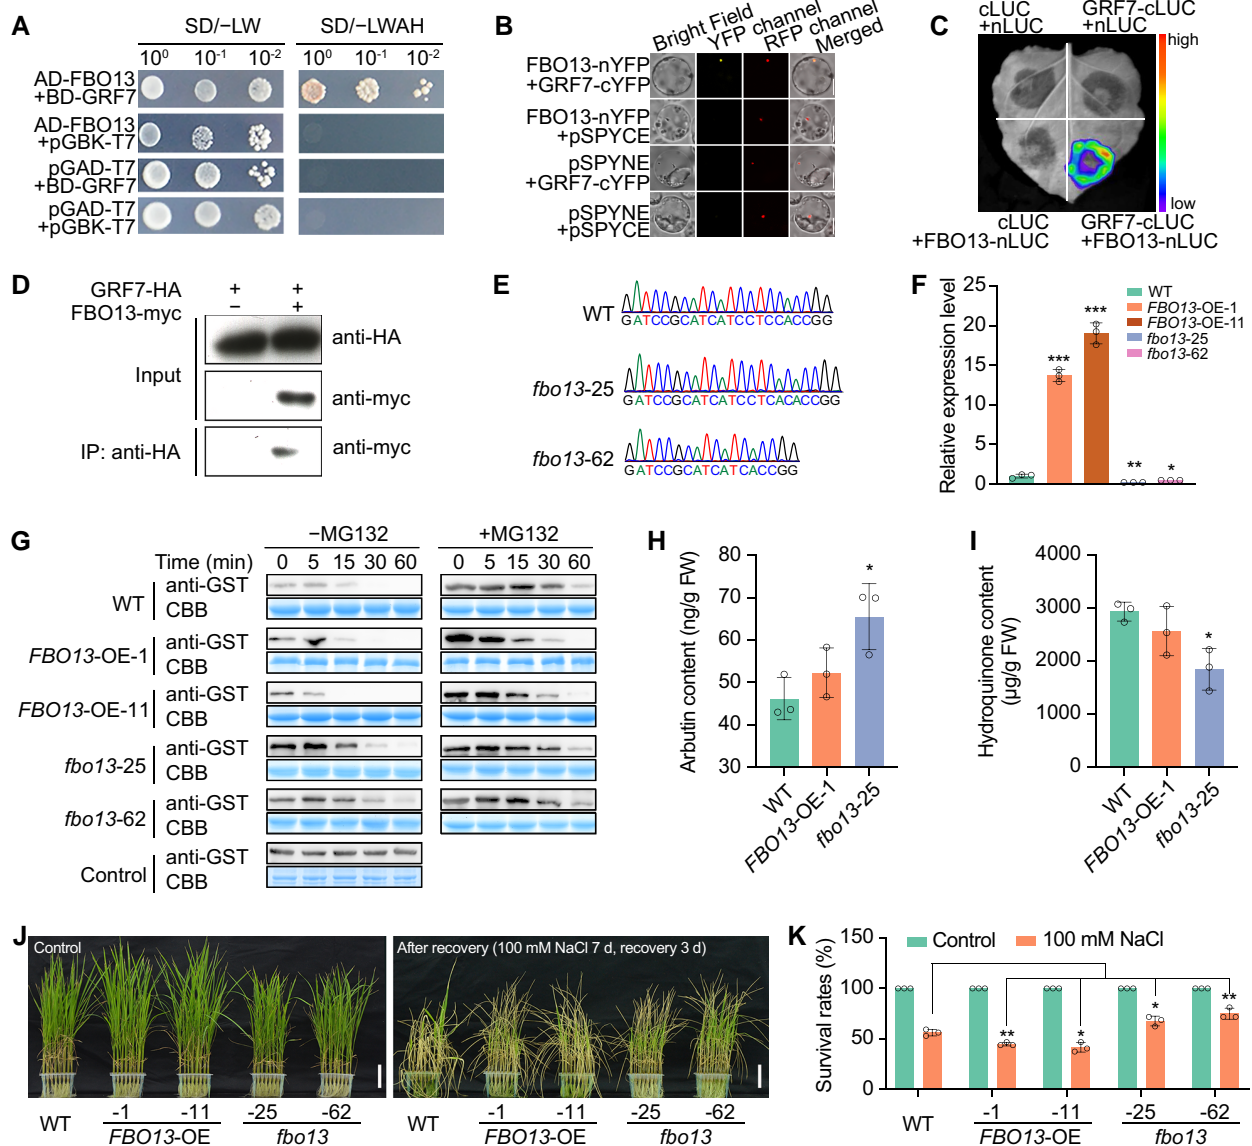 A
SD/−LW
SD/−LWAH
10⁰ 10⁻¹ 10⁻² 10⁰ 10⁻¹ 10⁻²
AD-FBO13
+BD-GRF7
AD-FBO13
+pGBK-T7
pGAD-T7
+BD-GRF7
pGAD-T7
+pGBK-T7
B
Bright Field
YFP channel
RFP channel
Merged
FBO13-nYFP
+GRF7-cYFP
FBO13-nYFP
+pSPYCE
pSPYNE
+GRF7-cYFP
pSPYNE
+pSPYCE
C
cLUC
+nLUC
GRF7-cLUC
+nLUC
high
low
cLUC
+FBO13-nLUC
GRF7-cLUC
+FBO13-nLUC
D
GRF7-HA + +
FBO13-myc − +
Input
anti-HA
anti-myc
IP: anti-HA
anti-myc
E
WT
GATCCGCATCATCCTCCACCGG
fbo13-25
GATCCGCATCATCCTCACACCGG
fbo13-62
GATCCGCATCATCACCGG
F
Relative expression level
25
20
15
10
5
0
*** *** ** *
WT
FBO13-OE-1
FBO13-OE-11
fbo13-25
fbo13-62
G
−MG132
+MG132
Time (min) 0 5 15 30 60 0 5 15 30 60
WT
anti-GST
CBB
FBO13-OE-1
anti-GST
CBB
FBO13-OE-11
anti-GST
CBB
fbo13-25
anti-GST
CBB
fbo13-62
anti-GST
CBB
Control
anti-GST
CBB
H
Arbutin content (ng/g FW)
80
70
60
50
40
30
*
WT
FBO13-OE-1
fbo13-25
I
Hydroquinone content
(µg/g FW)
4000
3000
2000
1000
0
*
WT
FBO13-OE-1
fbo13-25
J
Control
After recovery (100 mM NaCl 7 d, recovery 3 d)
WT -1 -11 -25 -62
FBO13-OE fbo13
WT -1 -11 -25 -62
FBO13-OE fbo13
K
Survival rates (%)
150
100
50
0
Control
100 mM NaCl
** * * **
WT -1 -11 -25 -62
FBO13-OE fbo13